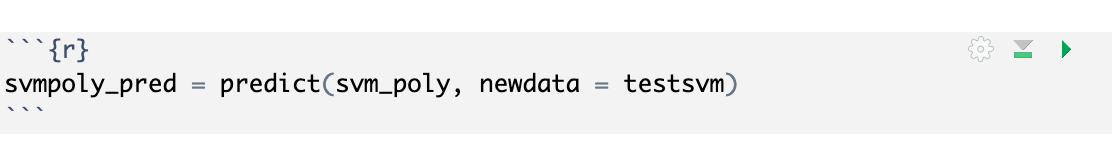 ```{r}
svmpoly_pred = predict(svm_poly, newdata = testsvm)
```